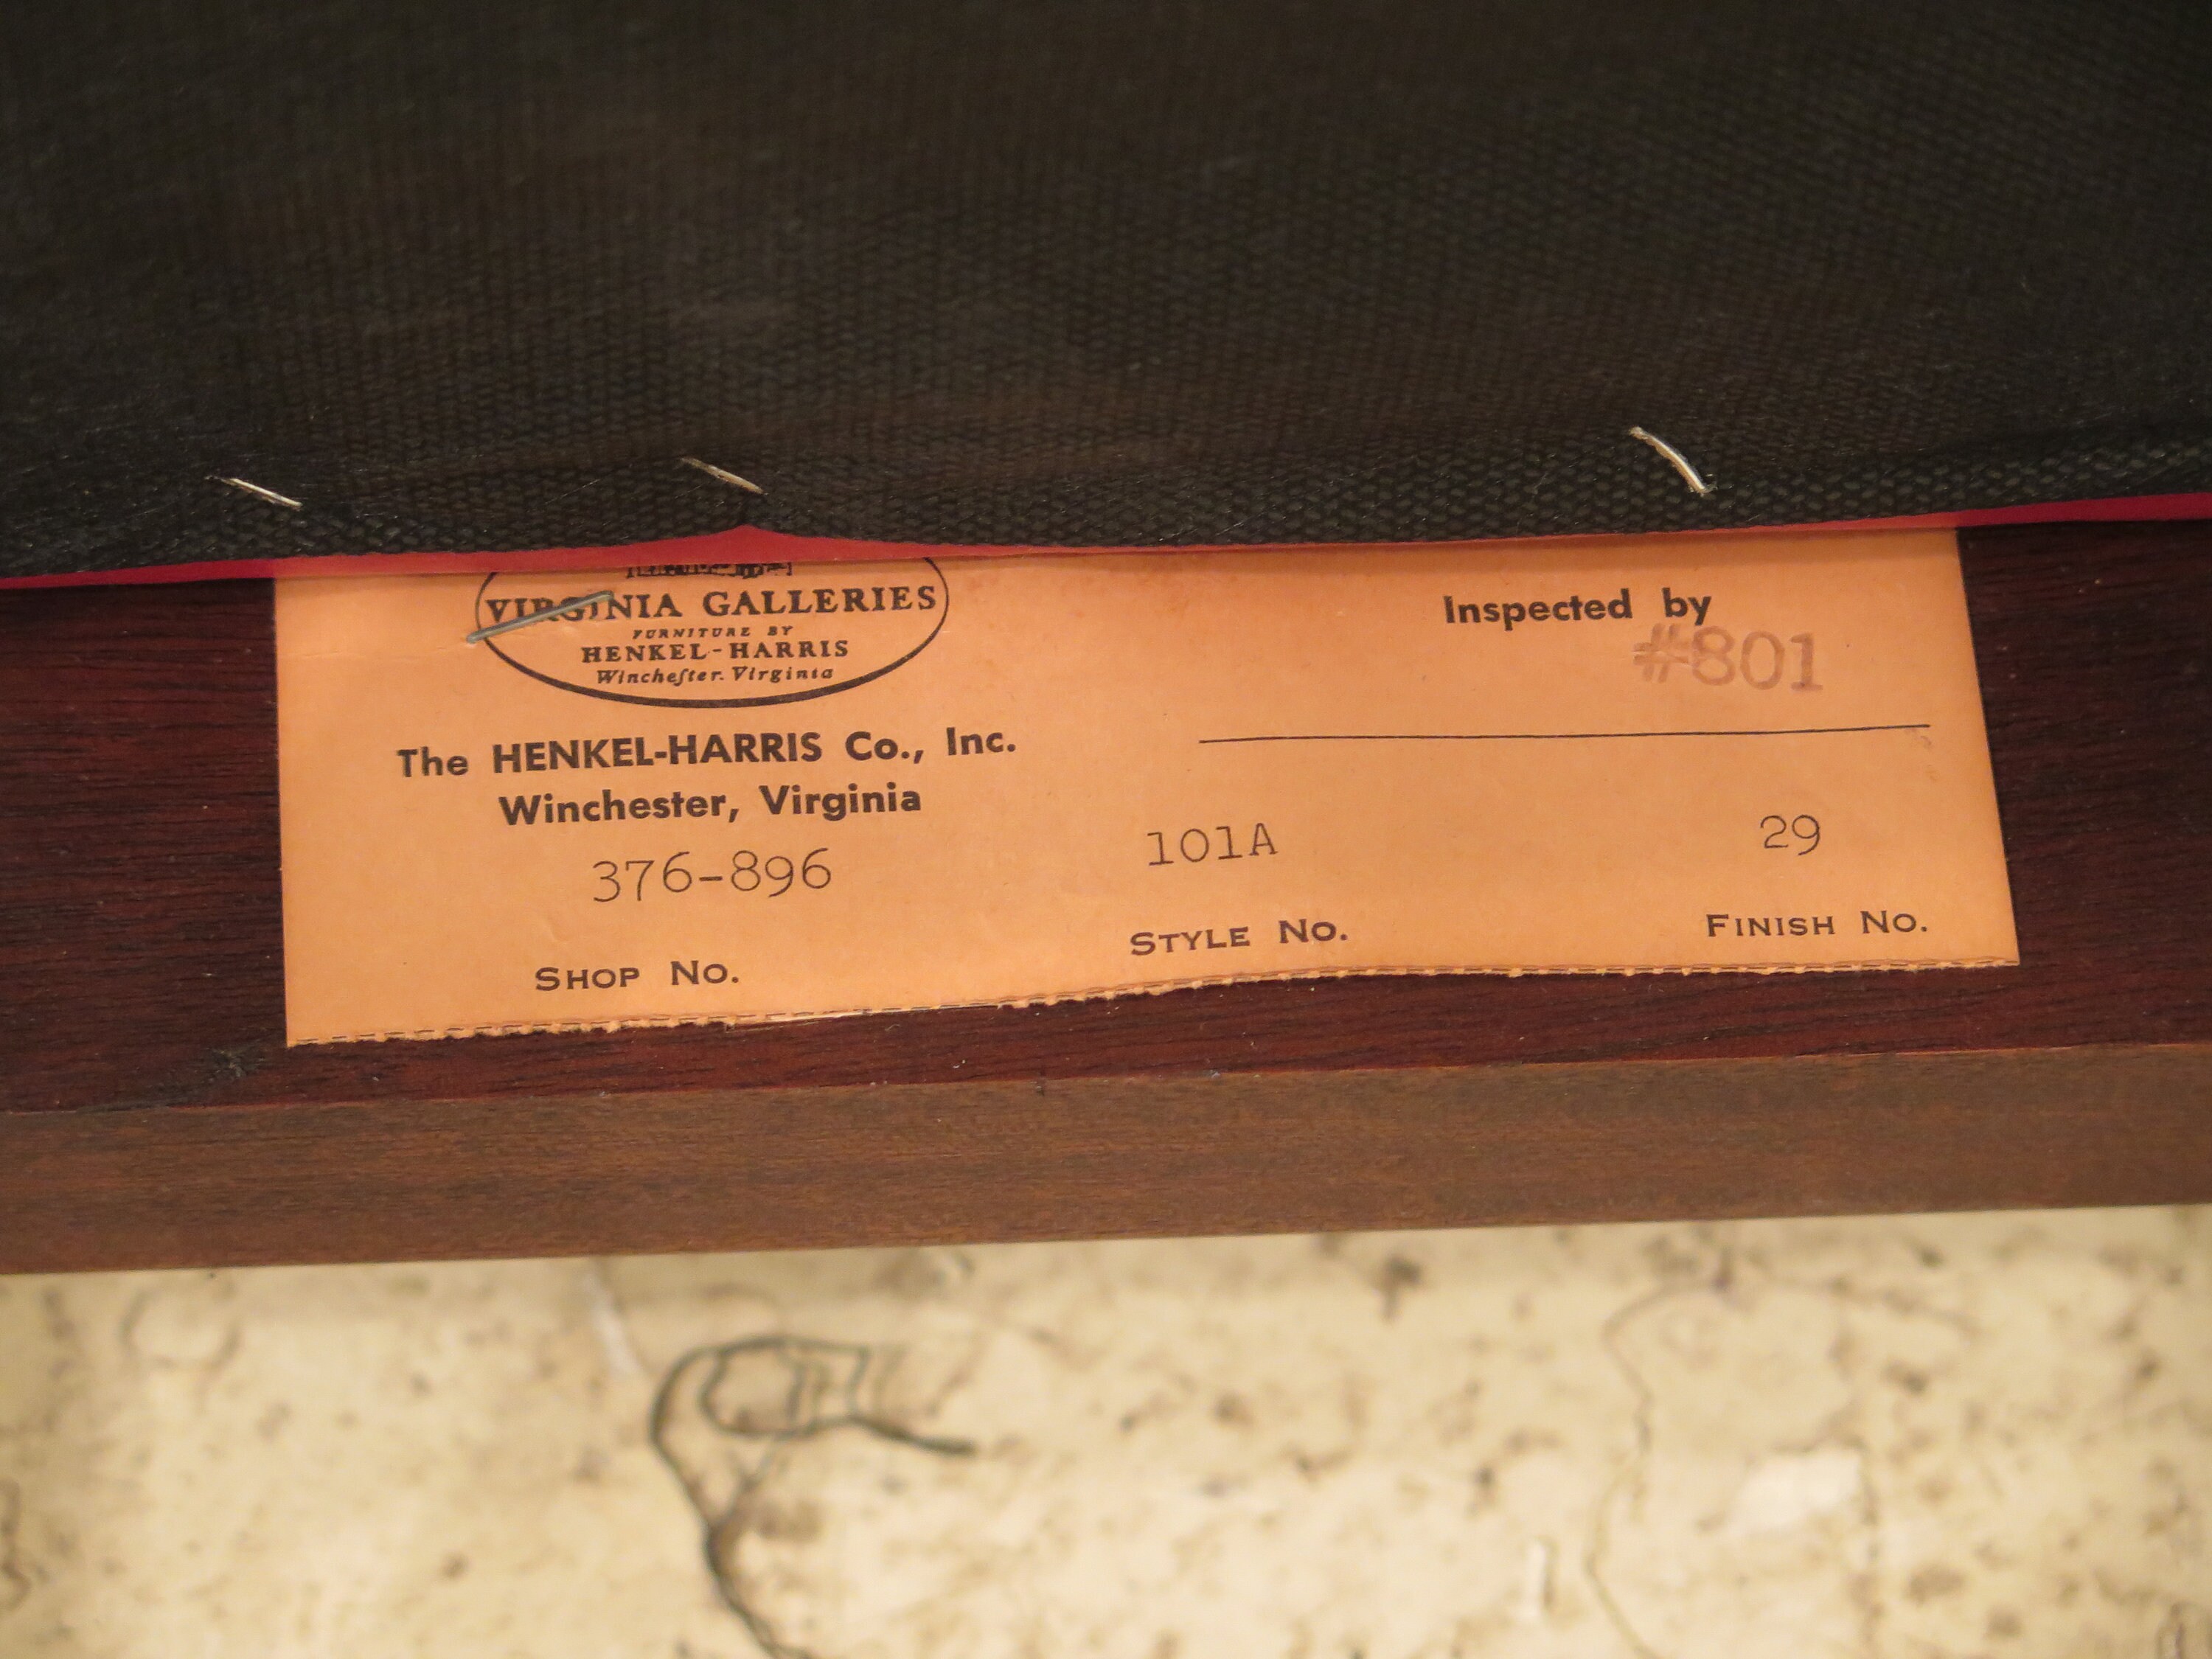 VIRGINIA GALLERIES
FURNITURE BY
HENKEL-HARRIS
Winchester. Virginia
The HENKEL-HARRIS Co., Inc.
Winchester, Virginia
Inspected by
#801
376-896
101A
29
SHOP NO.
STYLE NO.
FINISH NO.